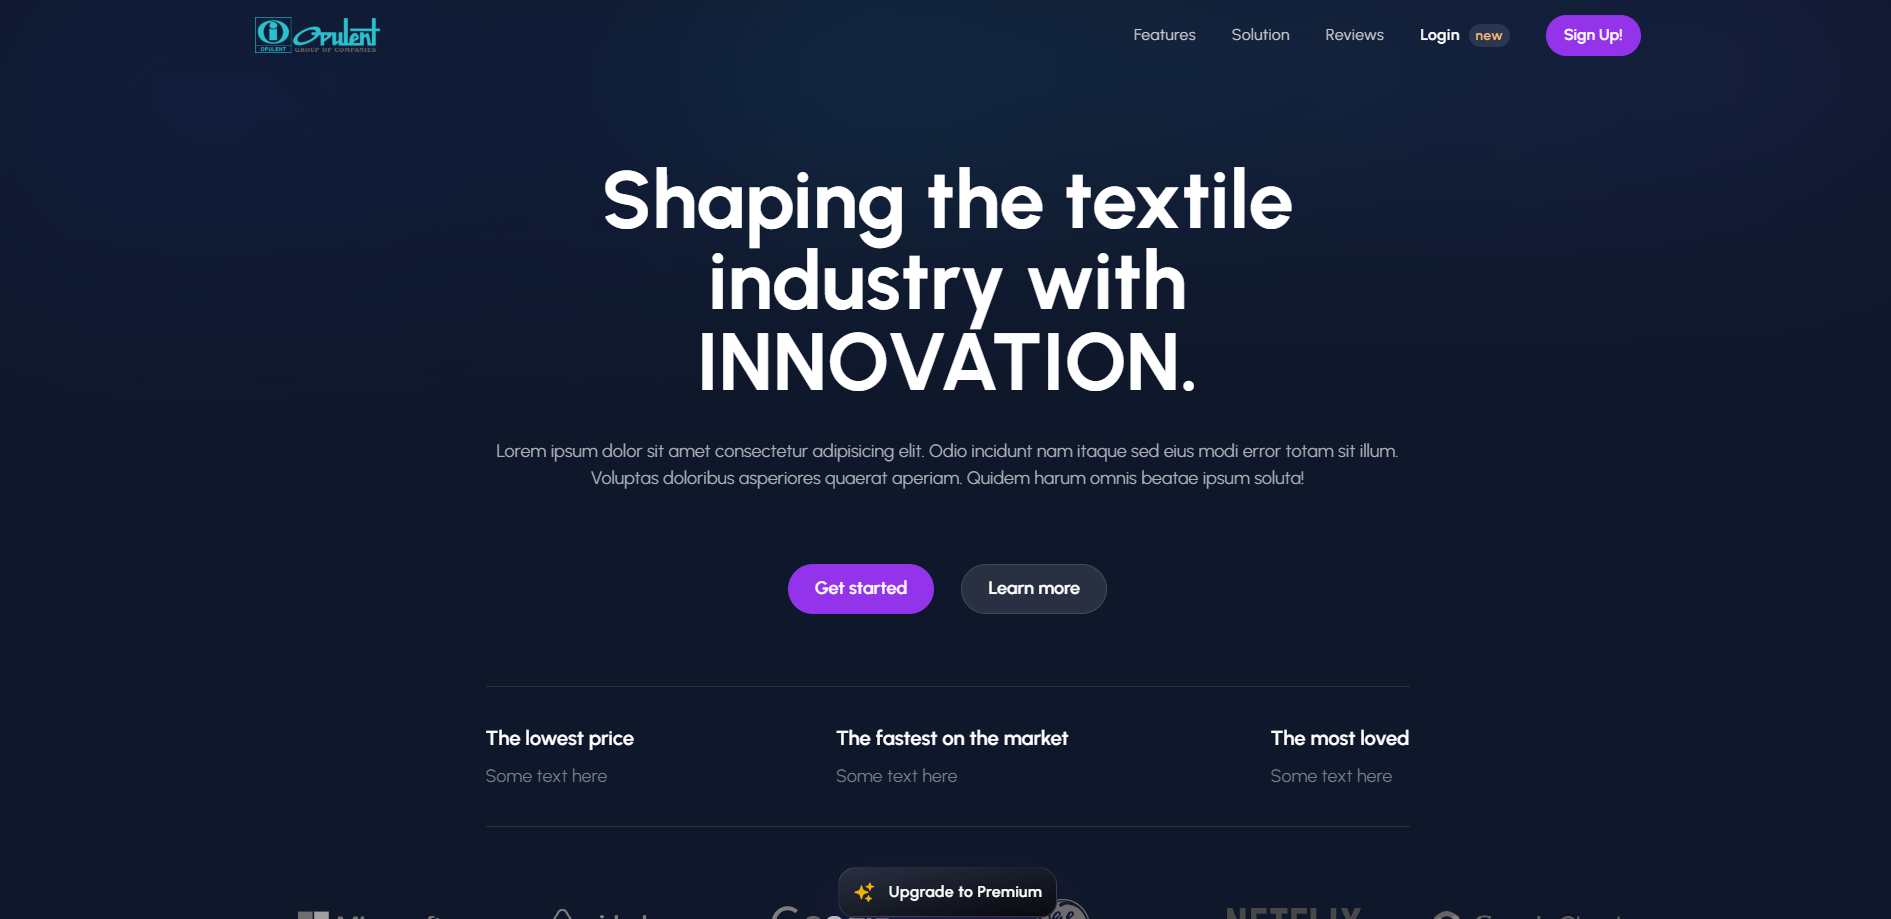 Opulent
OPULENT GROUP OF COMPANIES
Features Solution Reviews Login new Sign Up!
Shaping the textile
industry with
INNOVATION.
Lorem ipsum dolor sit amet consectetur adipisicing elit. Odio incidunt nam itaque sed eius modi error totam sit illum.
Voluptas doloribus asperiores quaerat aperiam. Quidem harum omnis beatae ipsum soluta!
Get started Learn more
The lowest price The fastest on the market The most loved
Some text here Some text here Some text here
Upgrade to Premium
Microsoft NETFLIX